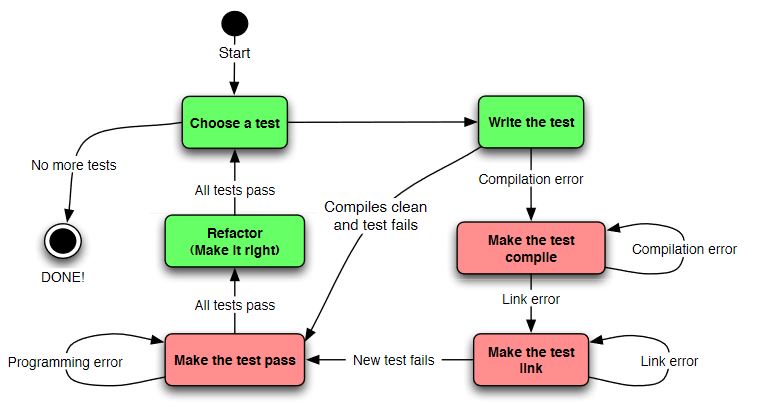 Start
Choose a test
Write the test
No more tests
All tests pass
Compilation error
Compiles clean
and test fails
Refactor
(Make it right)
Make the test
compile
Compilation error
DONE!
Link error
All tests pass
Programming error
Make the test pass
New test fails
Make the test
link
Link error